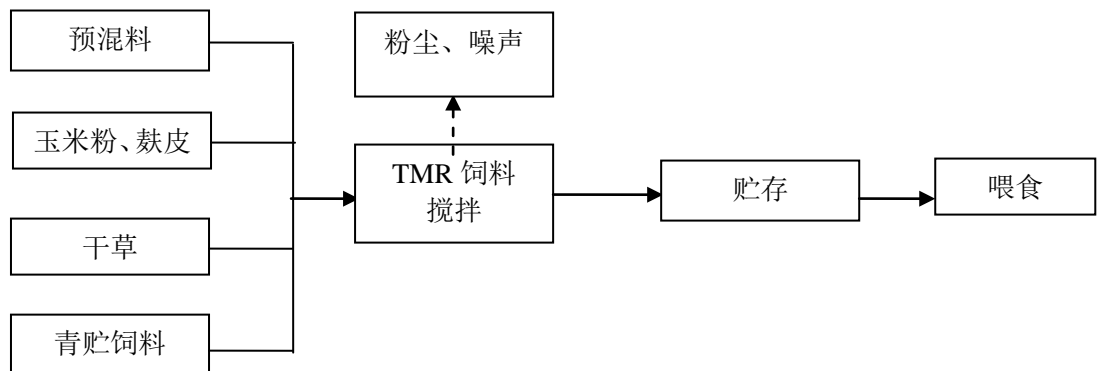 预混料
粉尘、噪声
玉米粉、麸皮
TMR 饲料
搅拌
贮存
喂食
干草
青贮饲料